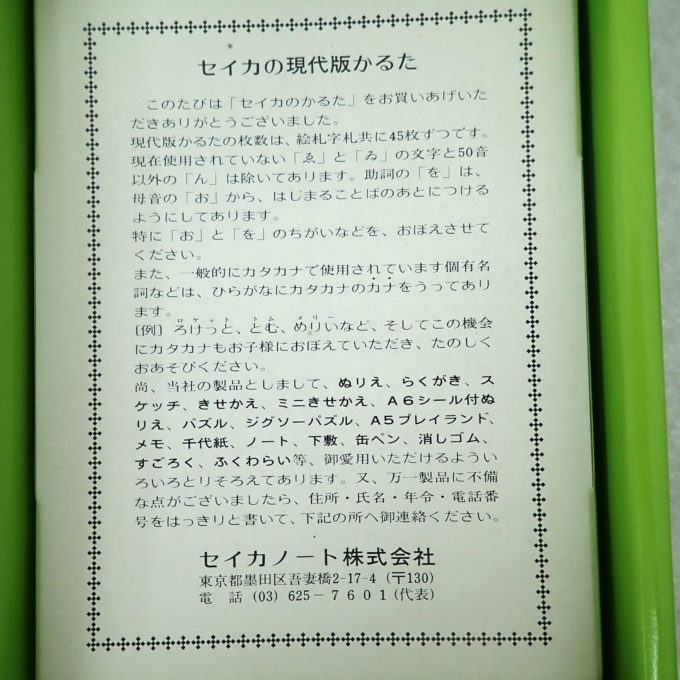 セイカの現代版かるた
このたびは「セイカのかるた」をお買いあげいた
だきありがとうございました。
現代版かるたの枚数は、絵札字札共に45枚ずつです。
現在使用されていない「ゑ」と「ゐ」の文字と50音
以外の「ん」は除いてあります。助詞の「を」は、
母音の「お」から、はじまることばのあとにつける
ようにしてあります。
特に「お」と「を」のちがいなどを、おぼえさせて
ください。
また、一般的にカタカナで使用されています個有名
詞などは、ひらがなにカタカナのカナをうってあり
ます。
ロケット トム メリー
〔例〕ろけっと、とむ、めりいなど、そしてこの機会
にカタカナもお子様におぼえていただき、たのしく
おあそびください。
尚、当社の製品としまして、ぬりえ、らくがき、ス
ケッチ、きせかえ、ミニきせかえ、A6シール付ぬ
りえ、パズル、ジグソーパズル、A5プレイランド、
メモ、千代紙、ノート、下敷、缶ペン、消しゴム、
すごろく、ふくわらい等、御愛用いただけるようい
ろいろとりそろえてあります。又、万一製品に不備
な点がございましたら、住所・氏名・年令・電話番
号をはっきりと書いて、下記の所へ御連絡ください。
セイカノート株式会社
東京都墨田区吾妻橋2-17-4（〒130）
電 話 (03) 625-7601(代表)